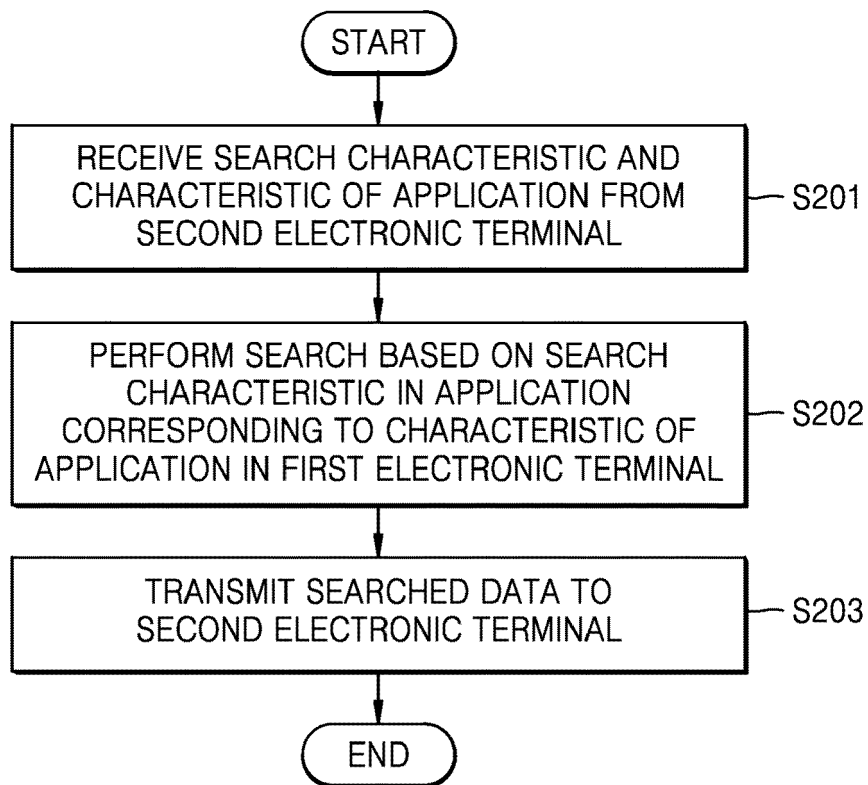 START
RECEIVE SEARCH CHARACTERISTIC AND
CHARACTERISTIC OF APPLICATION FROM
SECOND ELECTRONIC TERMINAL
S201
PERFORM SEARCH BASED ON SEARCH
CHARACTERISTIC IN APPLICATION
CORRESPONDING TO CHARACTERISTIC OF
APPLICATION IN FIRST ELECTRONIC TERMINAL
S202
TRANSMIT SEARCHED DATA TO
SECOND ELECTRONIC TERMINAL
S203
END